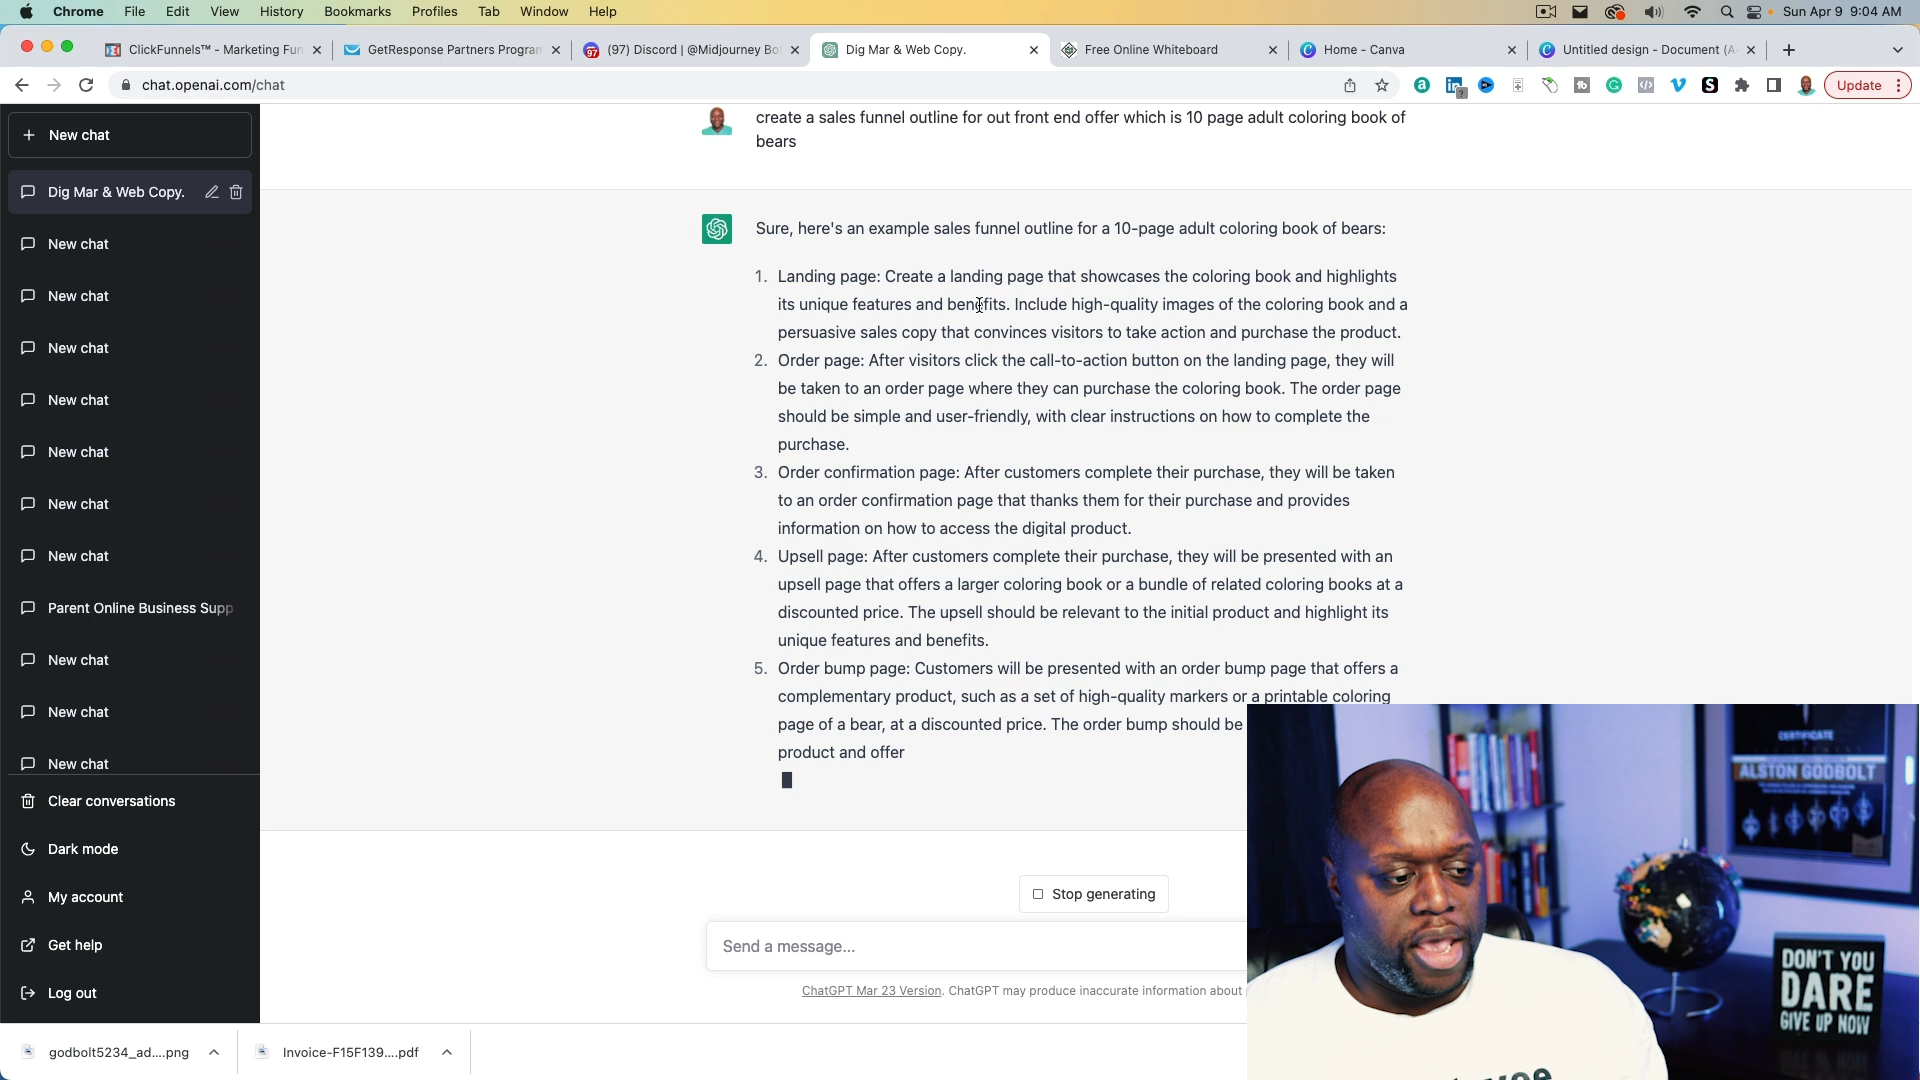 Chrome File Edit View History Bookmarks Profiles Tab Window Help
Sun Apr 9 9:04 AM
ClickFunnels™ - Marketing Fun
GetResponse Partners Program
(97) Discord | @Midjourney Bot
Dig Mar & Web Copy.
Free Online Whiteboard
Home - Canva
Untitled design - Document (A
chat.openai.com/chat
Update
New chat
Dig Mar & Web Copy.
New chat
New chat
New chat
New chat
New chat
New chat
New chat
Parent Online Business Supp
New chat
New chat
New chat
Clear conversations
Dark mode
My account
Get help
Log out
create a sales funnel outline for out front end offer which is 10 page adult coloring book of
bears
Sure, here's an example sales funnel outline for a 10-page adult coloring book of bears:
1. Landing page: Create a landing page that showcases the coloring book and highlights
its unique features and benefits. Include high-quality images of the coloring book and a
persuasive sales copy that convinces visitors to take action and purchase the product.
2. Order page: After visitors click the call-to-action button on the landing page, they will
be taken to an order page where they can purchase the coloring book. The order page
should be simple and user-friendly, with clear instructions on how to complete the
purchase.
3. Order confirmation page: After customers complete their purchase, they will be taken
to an order confirmation page that thanks them for their purchase and provides
information on how to access the digital product.
4. Upsell page: After customers complete their purchase, they will be presented with an
upsell page that offers a larger coloring book or a bundle of related coloring books at a
discounted price. The upsell should be relevant to the initial product and highlight its
unique features and benefits.
5. Order bump page: Customers will be presented with an order bump page that offers a
complementary product, such as a set of high-quality markers or a printable coloring
page of a bear, at a discounted price. The order bump should be
product and offer
Stop generating
Send a message...
ChatGPT Mar 23 Version. ChatGPT may produce inaccurate information about
CERTIFICATE
ALSTON GODBOLT
DON'T YOU
DARE
GIVE UP NOW
godbolt5234_ad....png
Invoice-F15F139....pdf